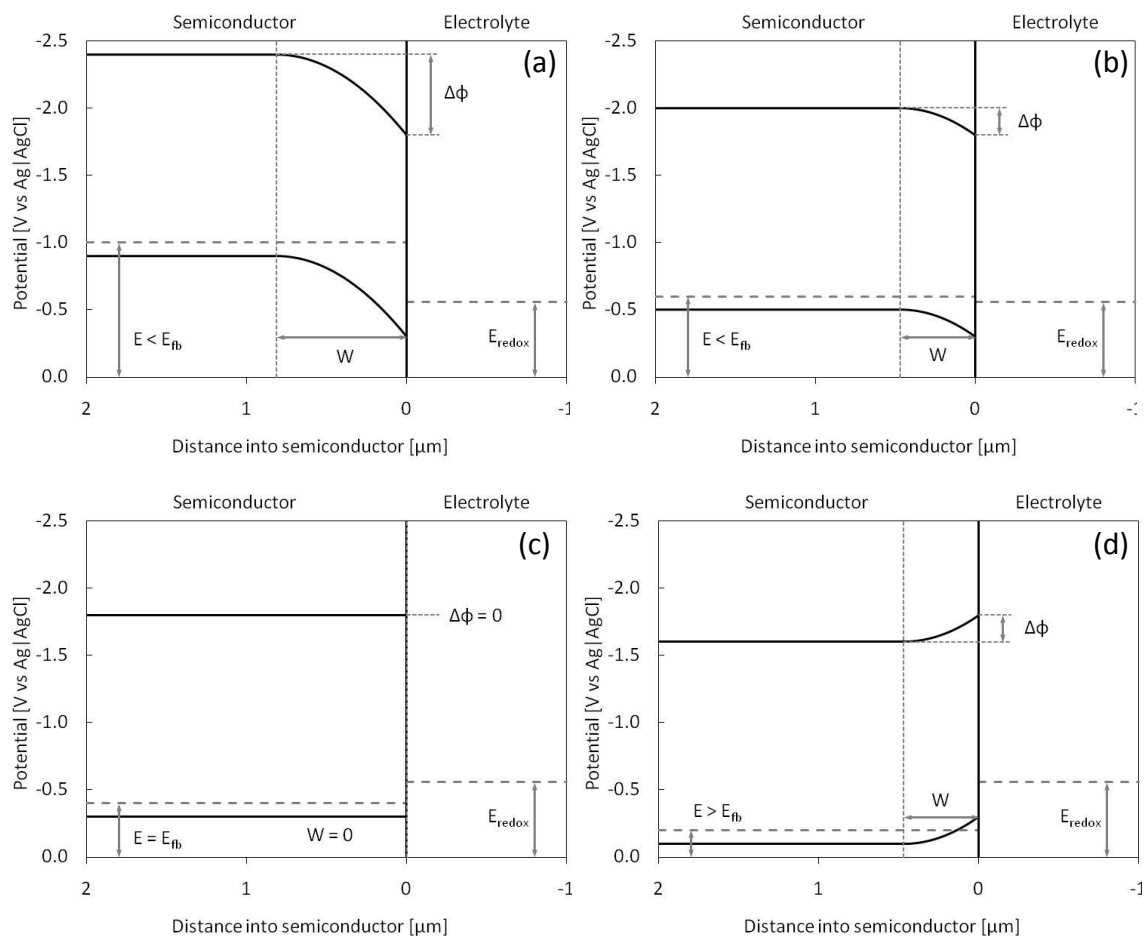 Semiconductor Electrolyte
(a)
-2.5
-2.0
-1.5
-1.0
-0.5
0.0
Potential [V vs Ag|AgCl]
Δϕ
E < E_fb
W
E_redox
2 1 0 -1
Distance into semiconductor [µm]
Semiconductor Electrolyte
(b)
-2.5
-2.0
-1.5
-1.0
-0.5
0.0
Potential [V vs Ag|AgCl]
Δϕ
E < E_fb
W
E_redox
2 1 0 -1
Distance into semiconductor [µm]
Semiconductor Electrolyte
(c)
-2.5
-2.0
-1.5
-1.0
-0.5
0.0
Potential [V vs Ag|AgCl]
Δϕ = 0
E = E_fb
W = 0
E_redox
2 1 0 -1
Distance into semiconductor [µm]
Semiconductor Electrolyte
(d)
-2.5
-2.0
-1.5
-1.0
-0.5
0.0
Potential [V vs Ag|AgCl]
Δϕ
E > E_fb
W
E_redox
2 1 0 -1
Distance into semiconductor [µm]